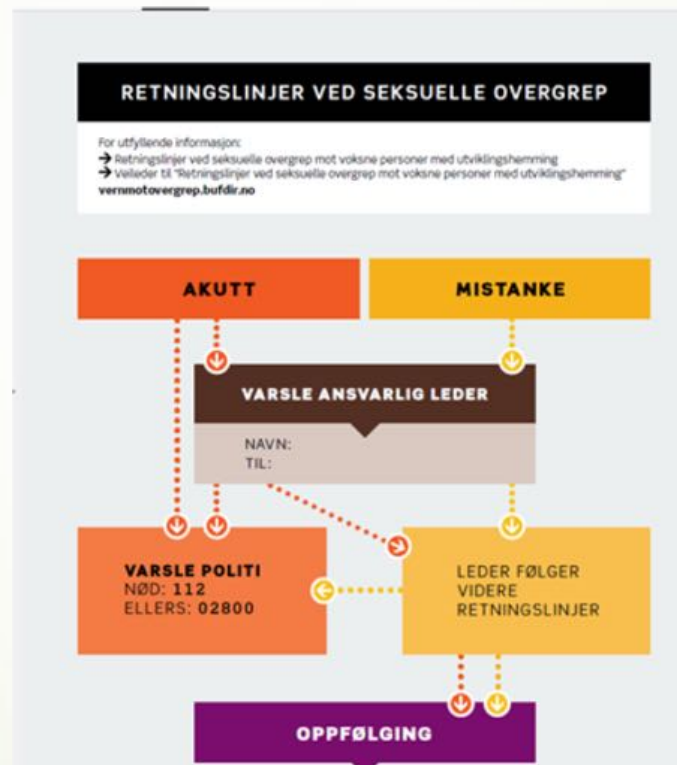 RETNINGSLINJER VED SEKSUELLE OVERGREP
For utfyllende informasjon:
→ Retningslinjer ved seksuelle overgrep mot voksne personer med utviklingshemming
→ Veileder til "Retningslinjer ved seksuelle overgrep mot voksne personer med utviklingshemming"
vernmotovergrep.bufdir.no
AKUTT
MISTANKE
VARSLE ANSVARLIG LEDER
NAVN:
TLF:
VARSLE POLITI
NØD: 112
ELLERS: 02800
LEDER FØLGER
VIDERE
RETNINGSLINJER
OPPFØLGING